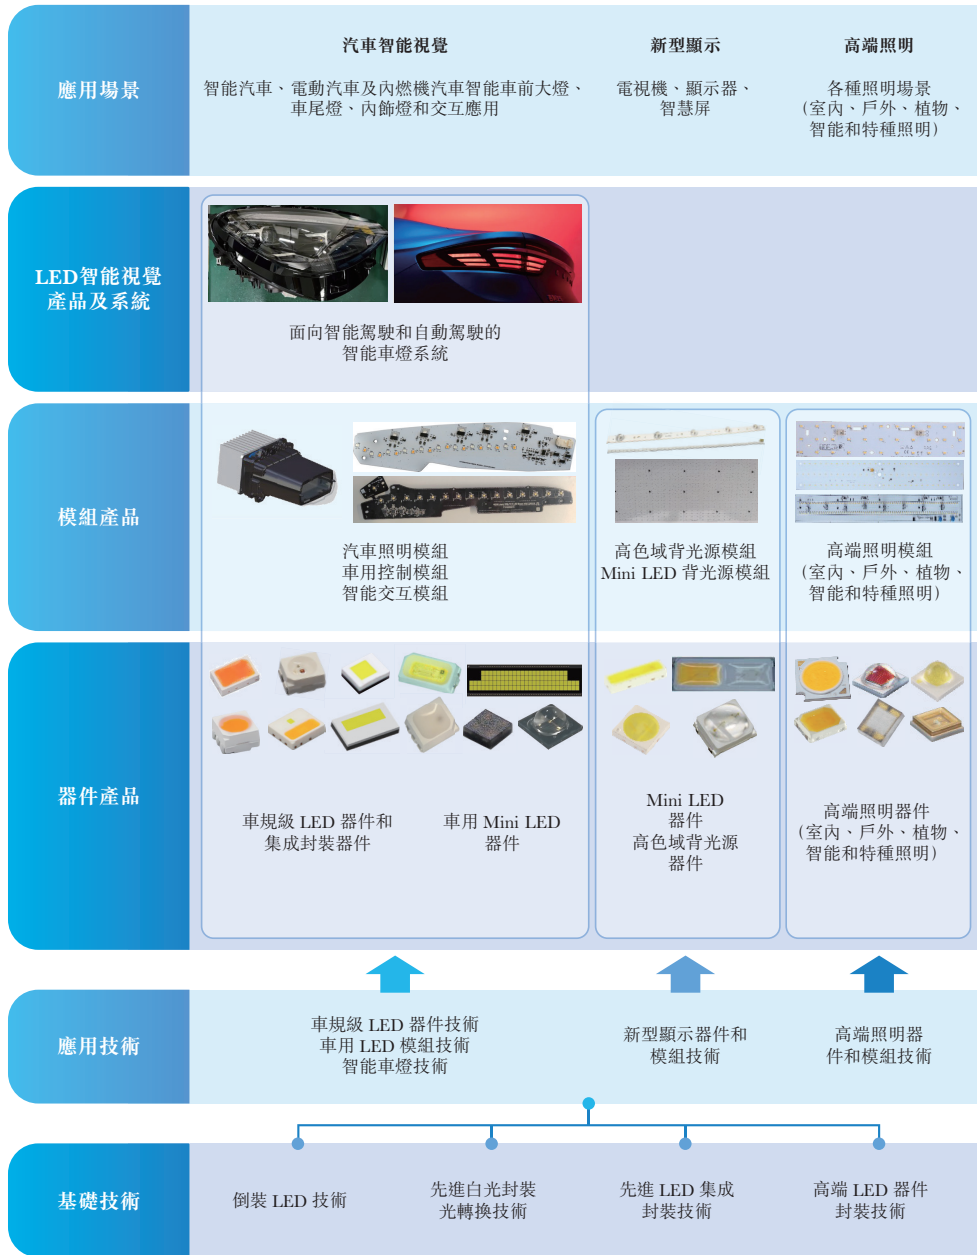 應用場景
汽車智能視覺
智能汽車、電動汽車及內燃機汽車智能車前大燈、
車尾燈、內飾燈和交互應用
新型顯示
電視機、顯示器、
智慧屏
高端照明
各種照明場景
(室內、戶外、植物、
智能和特種照明)
LED智能視覺
產品及系統
面向智能駕駛和自動駕駛的
智能車燈系統
模組產品
汽車照明模組
車用控制模組
智能交互模組
高色域背光源模組
Mini LED 背光源模組
高端照明模組
(室內、戶外、植物、
智能和特種照明)
器件產品
車規級 LED 器件和
集成封裝器件
車用 Mini LED
器件
Mini LED
器件
高色域背光源
器件
高端照明器件
(室內、戶外、植物、
智能和特種照明)
應用技術
車規級 LED 器件技術
車用 LED 模組技術
智能車燈技術
新型顯示器件和
模組技術
高端照明器
件和模組技術
基礎技術
倒裝 LED 技術
先進白光封裝
光轉換技術
先進 LED 集成
封裝技術
高端 LED 器件
封裝技術